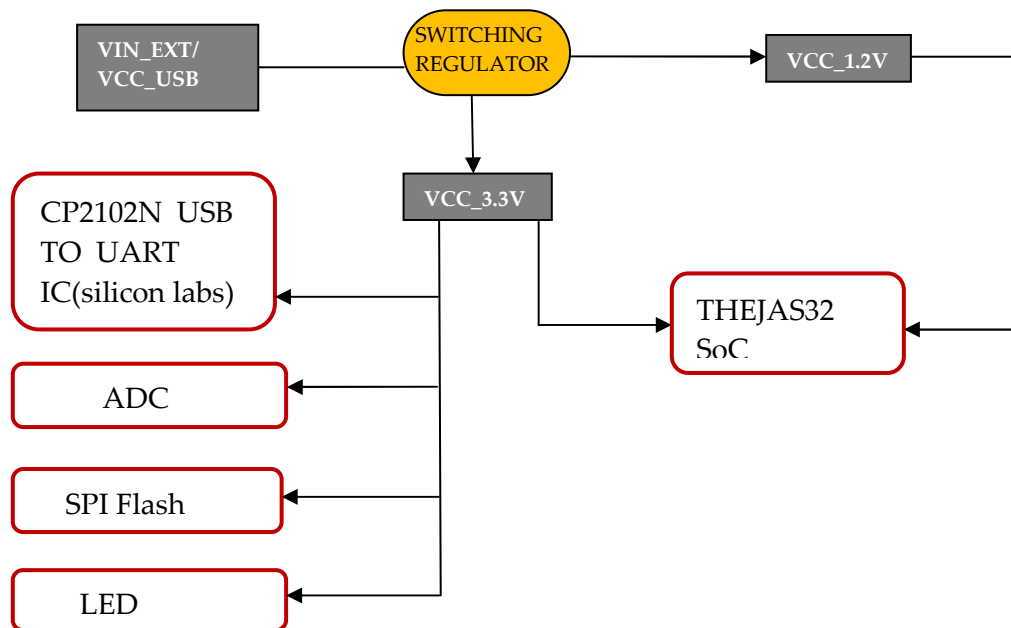 VIN_EXT/
VCC_USB
SWITCHING
REGULATOR
VCC_1.2V
VCC_3.3V
CP2102N USB
TO UART
IC(silicon labs)
THEJAS32
SoC
ADC
SPI Flash
LED